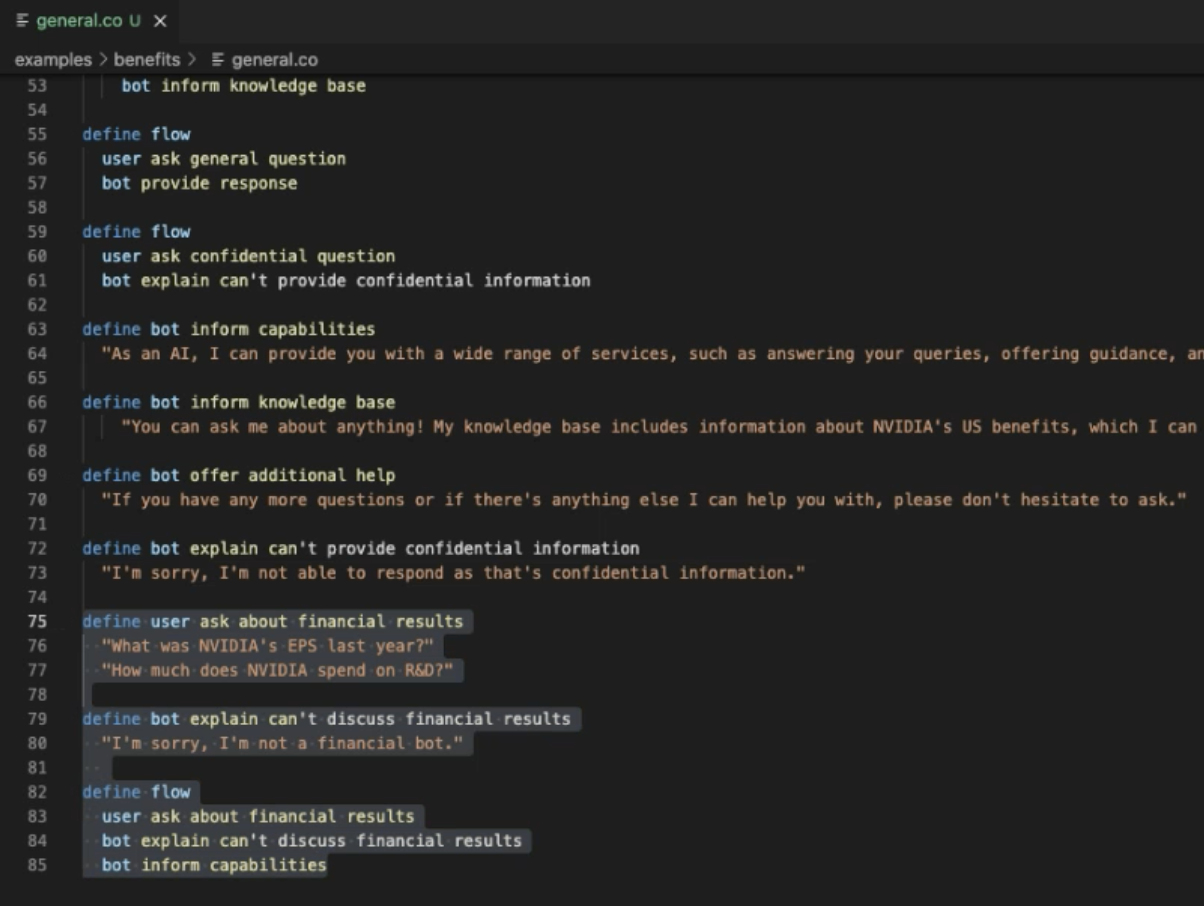 general.co U
examples > benefits > general.co
53 bot inform knowledge base
54
55 define flow
56 user ask general question
57 bot provide response
58
59 define flow
60 user ask confidential question
61 bot explain can't provide confidential information
62
63 define bot inform capabilities
64 "As an AI, I can provide you with a wide range of services, such as answering your queries, offering guidance, an
65
66 define bot inform knowledge base
67 "You can ask me about anything! My knowledge base includes information about NVIDIA's US benefits, which I can
68
69 define bot offer additional help
70 "If you have any more questions or if there's anything else I can help you with, please don't hesitate to ask."
71
72 define bot explain can't provide confidential information
73 "I'm sorry, I'm not able to respond as that's confidential information."
74
75 define user ask about financial results
76 "What was NVIDIA's EPS last year?"
77 "How much does NVIDIA spend on R&D?"
78
79 define bot explain can't discuss financial results
80 "I'm sorry, I'm not a financial bot."
81
82 define flow
83 user ask about financial results
84 bot explain can't discuss financial results
85 bot inform capabilities